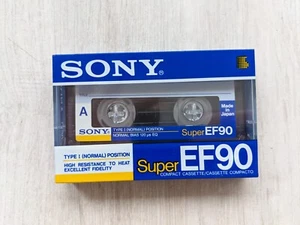 SONY®
A
SONY
TYPE I (NORMAL) POSITION
NORMAL BIAS 120 μs EQ
Super EF90
Made in
Japan
TYPE I (NORMAL) POSITION
HIGH RESISTANCE TO HEAT
EXCELLENT FIDELITY
Super EF90
COMPACT CASSETTE/CASSETTE COMPACTO